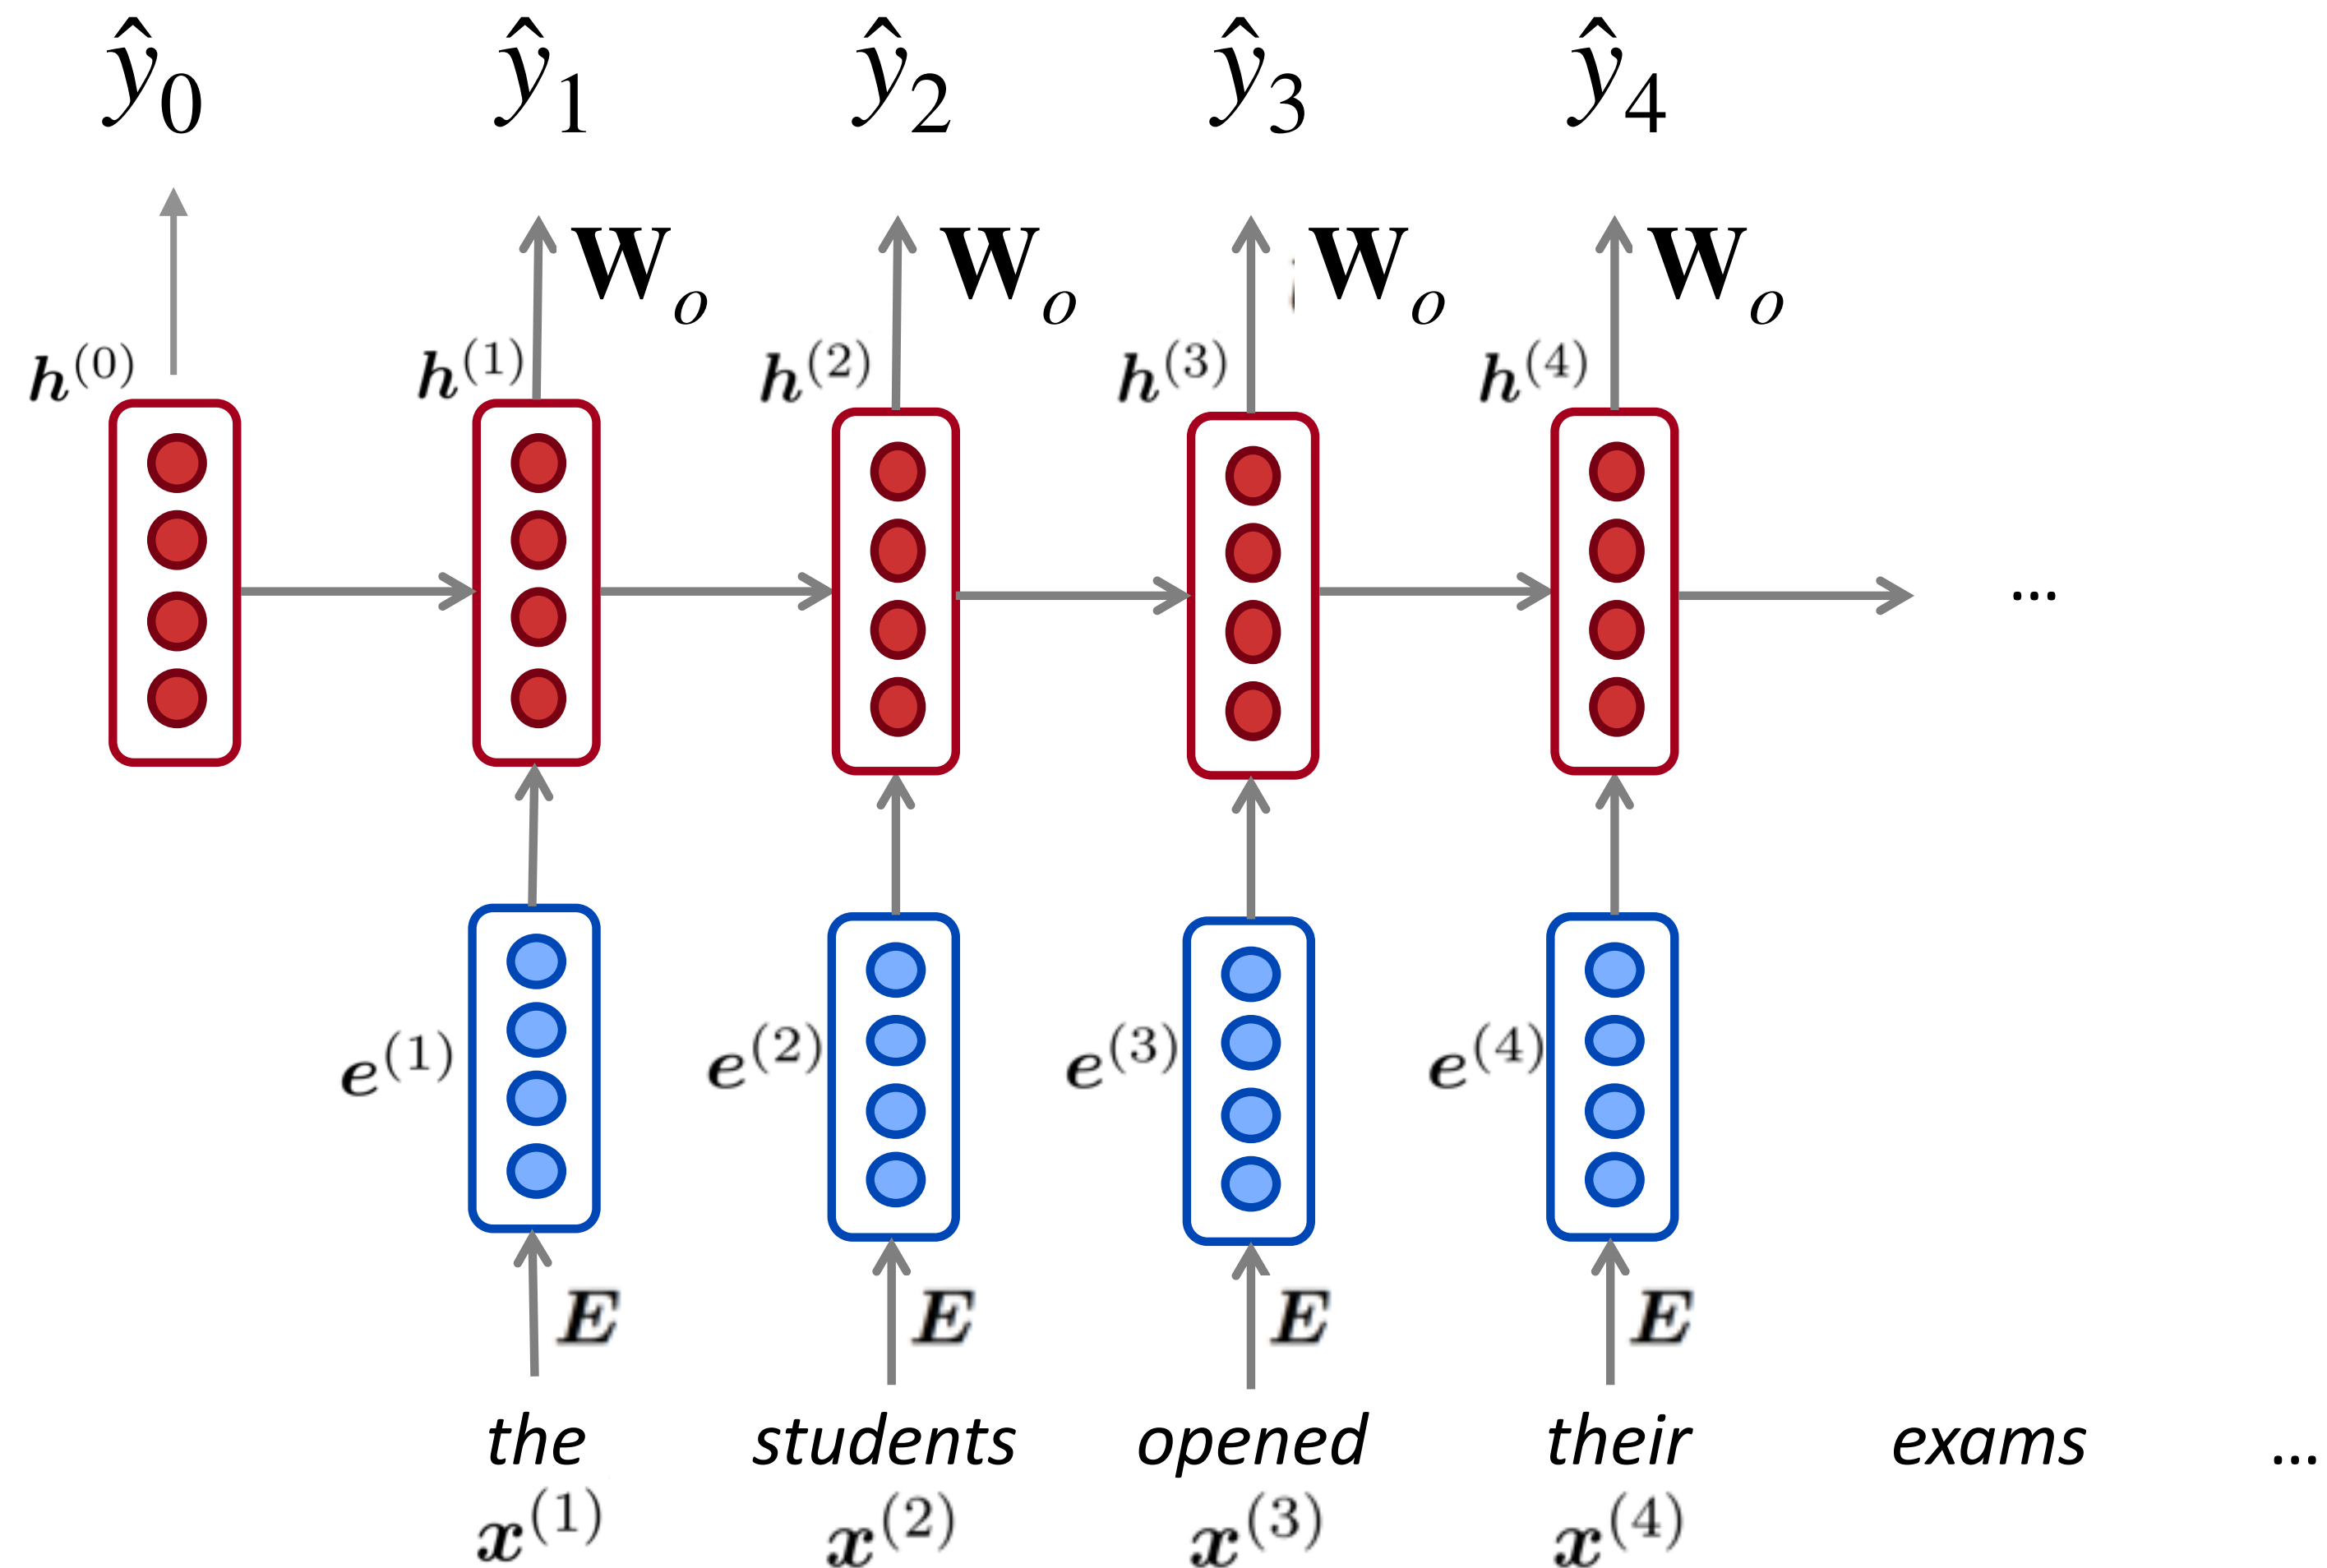 ŷ₀ ŷ₁ ŷ₂ ŷ₃ ŷ₄
Wₒ Wₒ Wₒ Wₒ
h⁽⁰⁾ h⁽¹⁾ h⁽²⁾ h⁽³⁾ h⁽⁴⁾
...
e⁽¹⁾ e⁽²⁾ e⁽³⁾ e⁽⁴⁾
E E E E
the students opened their exams ...
x⁽¹⁾ x⁽²⁾ x⁽³⁾ x⁽⁴⁾